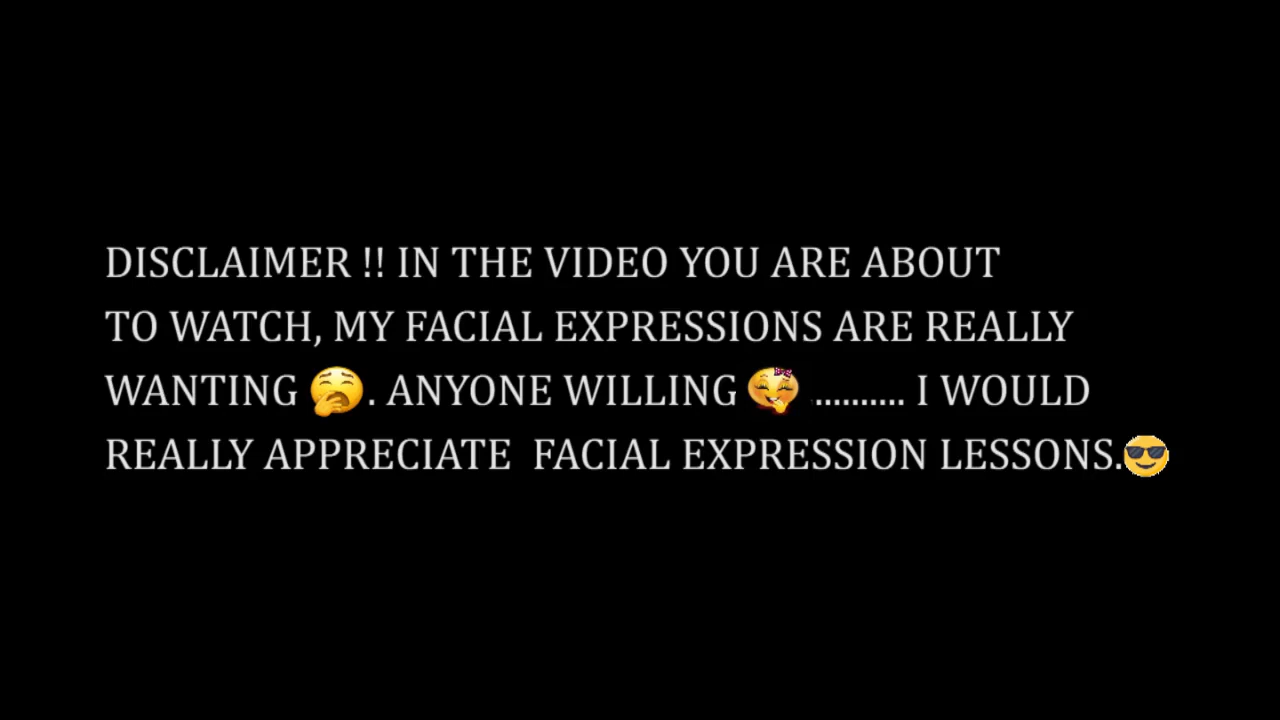 DISCLAIMER !! IN THE VIDEO YOU ARE ABOUT
TO WATCH, MY FACIAL EXPRESSIONS ARE REALLY
WANTING 🥱. ANYONE WILLING 🤭 .......... I WOULD
REALLY APPRECIATE FACIAL EXPRESSION LESSONS.😎